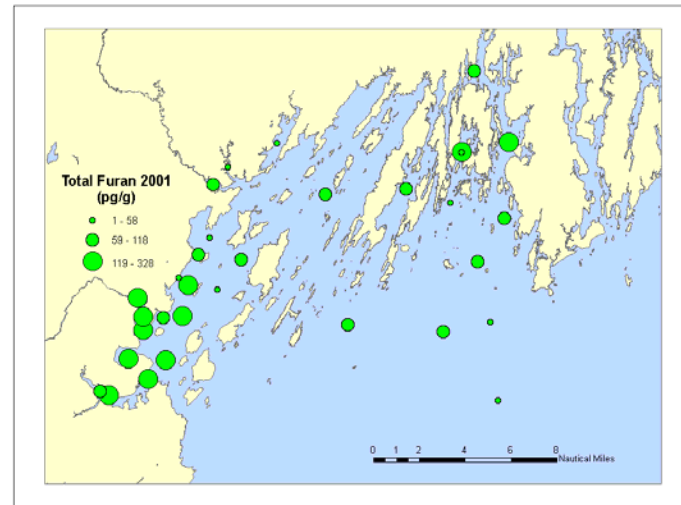 Total Furan 2001
(pg/g)
1 - 58
59 - 118
119 - 328
0 1 2 4 6 8
Nautical Miles